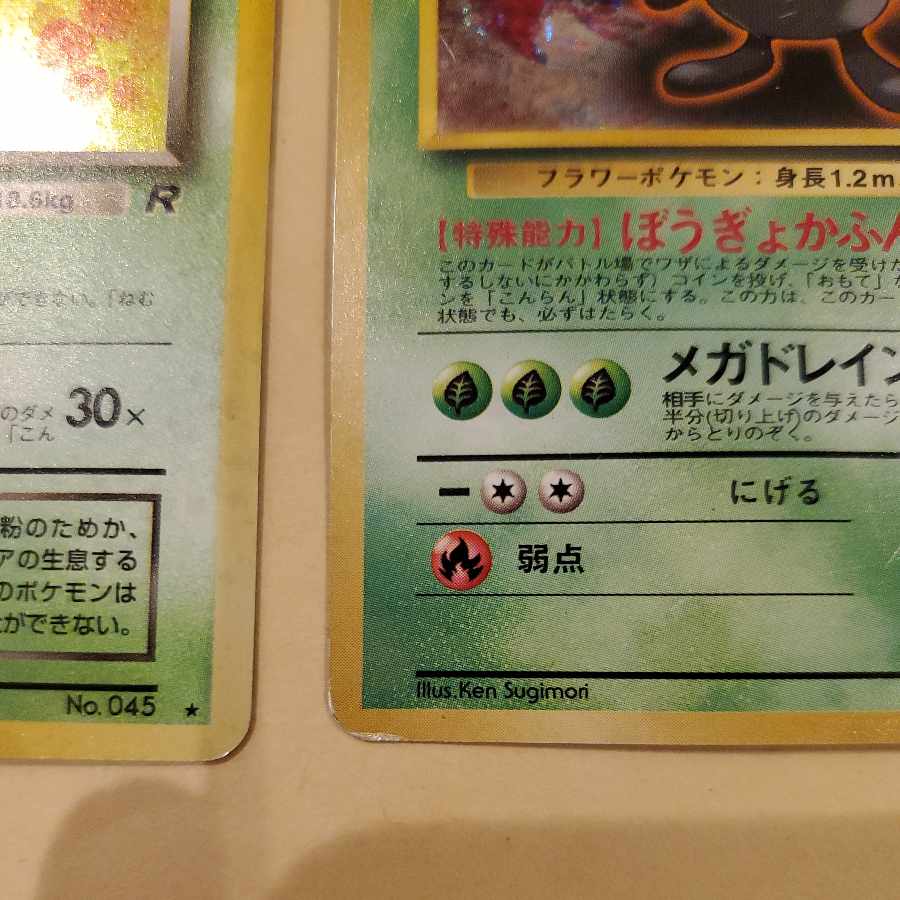 10.6kg R
ができない。「ねむ
のダメ 30×
「こん
粉のためか、
アの生息する
のポケモンは
ができない。
No. 045 ★
フラワーポケモン：身長1.2m
【特殊能力】ぼうぎょかふん
このカードがバトル場でワザによるダメージを受けた
するしないにかかわらず）コインを投げ、「おもて」な
ンを「こんらん」状態にする。この力は、このカー
状態でも、必ずはたらく。
メガドレイン
相手にダメージを与えたら
半分(切り上げ)のダメージ
からとりのぞく。
ー にげる
弱点
Illus.Ken Sugimori